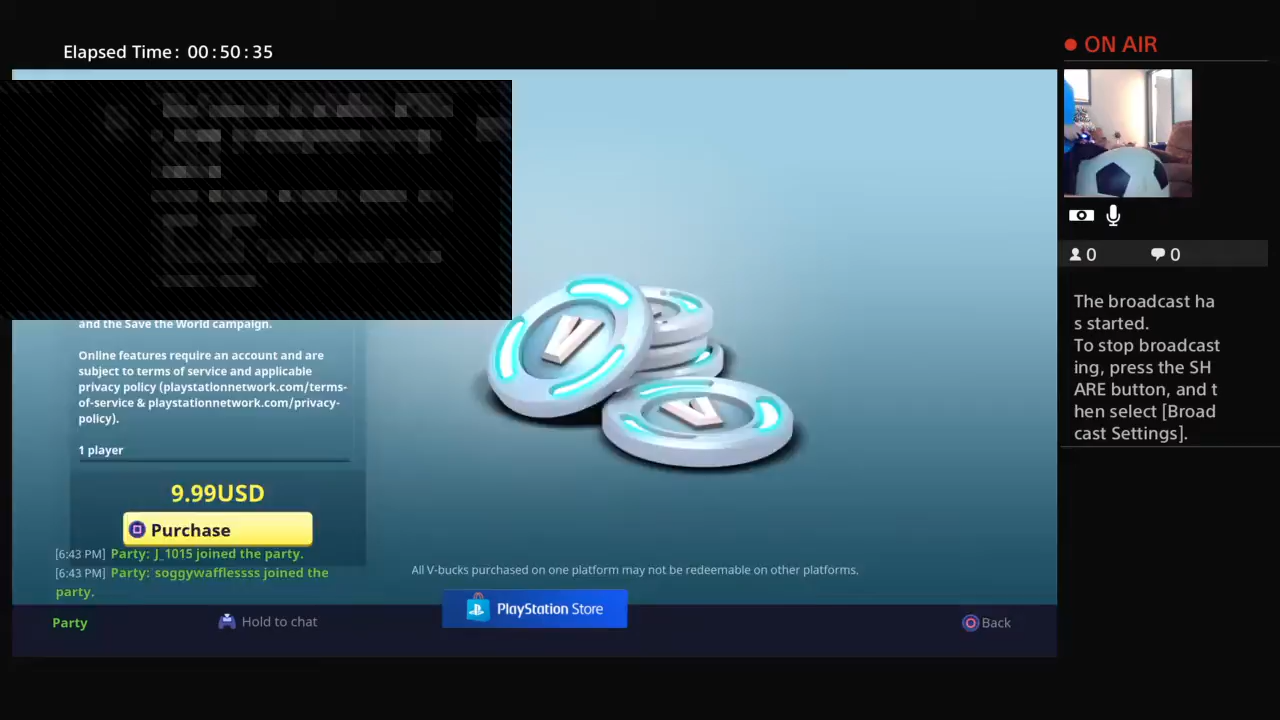 Elapsed Time: 00:50:35
ON AIR
0 0
The broadcast ha
s started.
To stop broadcast
ing, press the SH
ARE button, and t
hen select [Broad
cast Settings].
and the Save the World campaign.
Online features require an account and are
subject to terms of service and applicable
privacy policy (playstationnetwork.com/terms-
of-service & playstationnetwork.com/privacy-
policy).
1 player
9.99USD
Purchase
[6:43 PM] Party: J_1015 joined the party.
[6:43 PM] Party: soggywafflessss joined the
party.
All V-bucks purchased on one platform may not be redeemable on other platforms.
Party
Hold to chat
PlayStation Store
Back